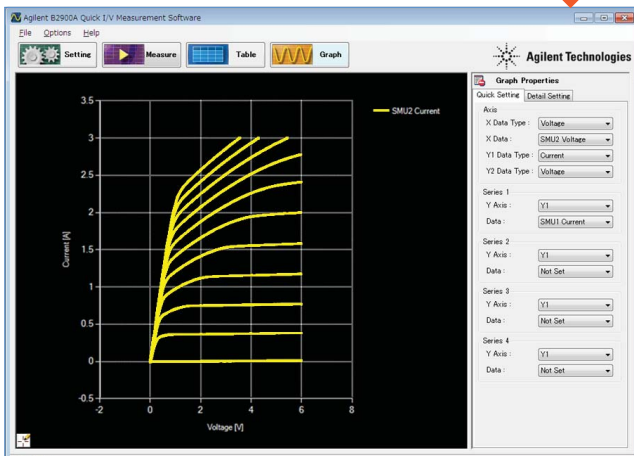 Agilent B2900A Quick I/V Measurement Software
File Options Help
Setting Measure Table Graph Agilent Technologies
Graph Properties
Quick Setting Detail Setting
Axis
X Data Type : Voltage
X Data : SMU2 Voltage
Y1 Data Type : Current
Y2 Data Type : Voltage
Series 1
Y Axis : Y1
Data : SMU1 Current
Series 2
Y Axis : Y1
Data : Not Set
Series 3
Y Axis : Y1
Data : Not Set
Series 4
Y Axis : Y1
Data : Not Set
SMU2 Current
3.5
3
2.5
2
1.5
1
0.5
0
-0.5
Current [A]
-2 0 2 4 6 8
Voltage [V]